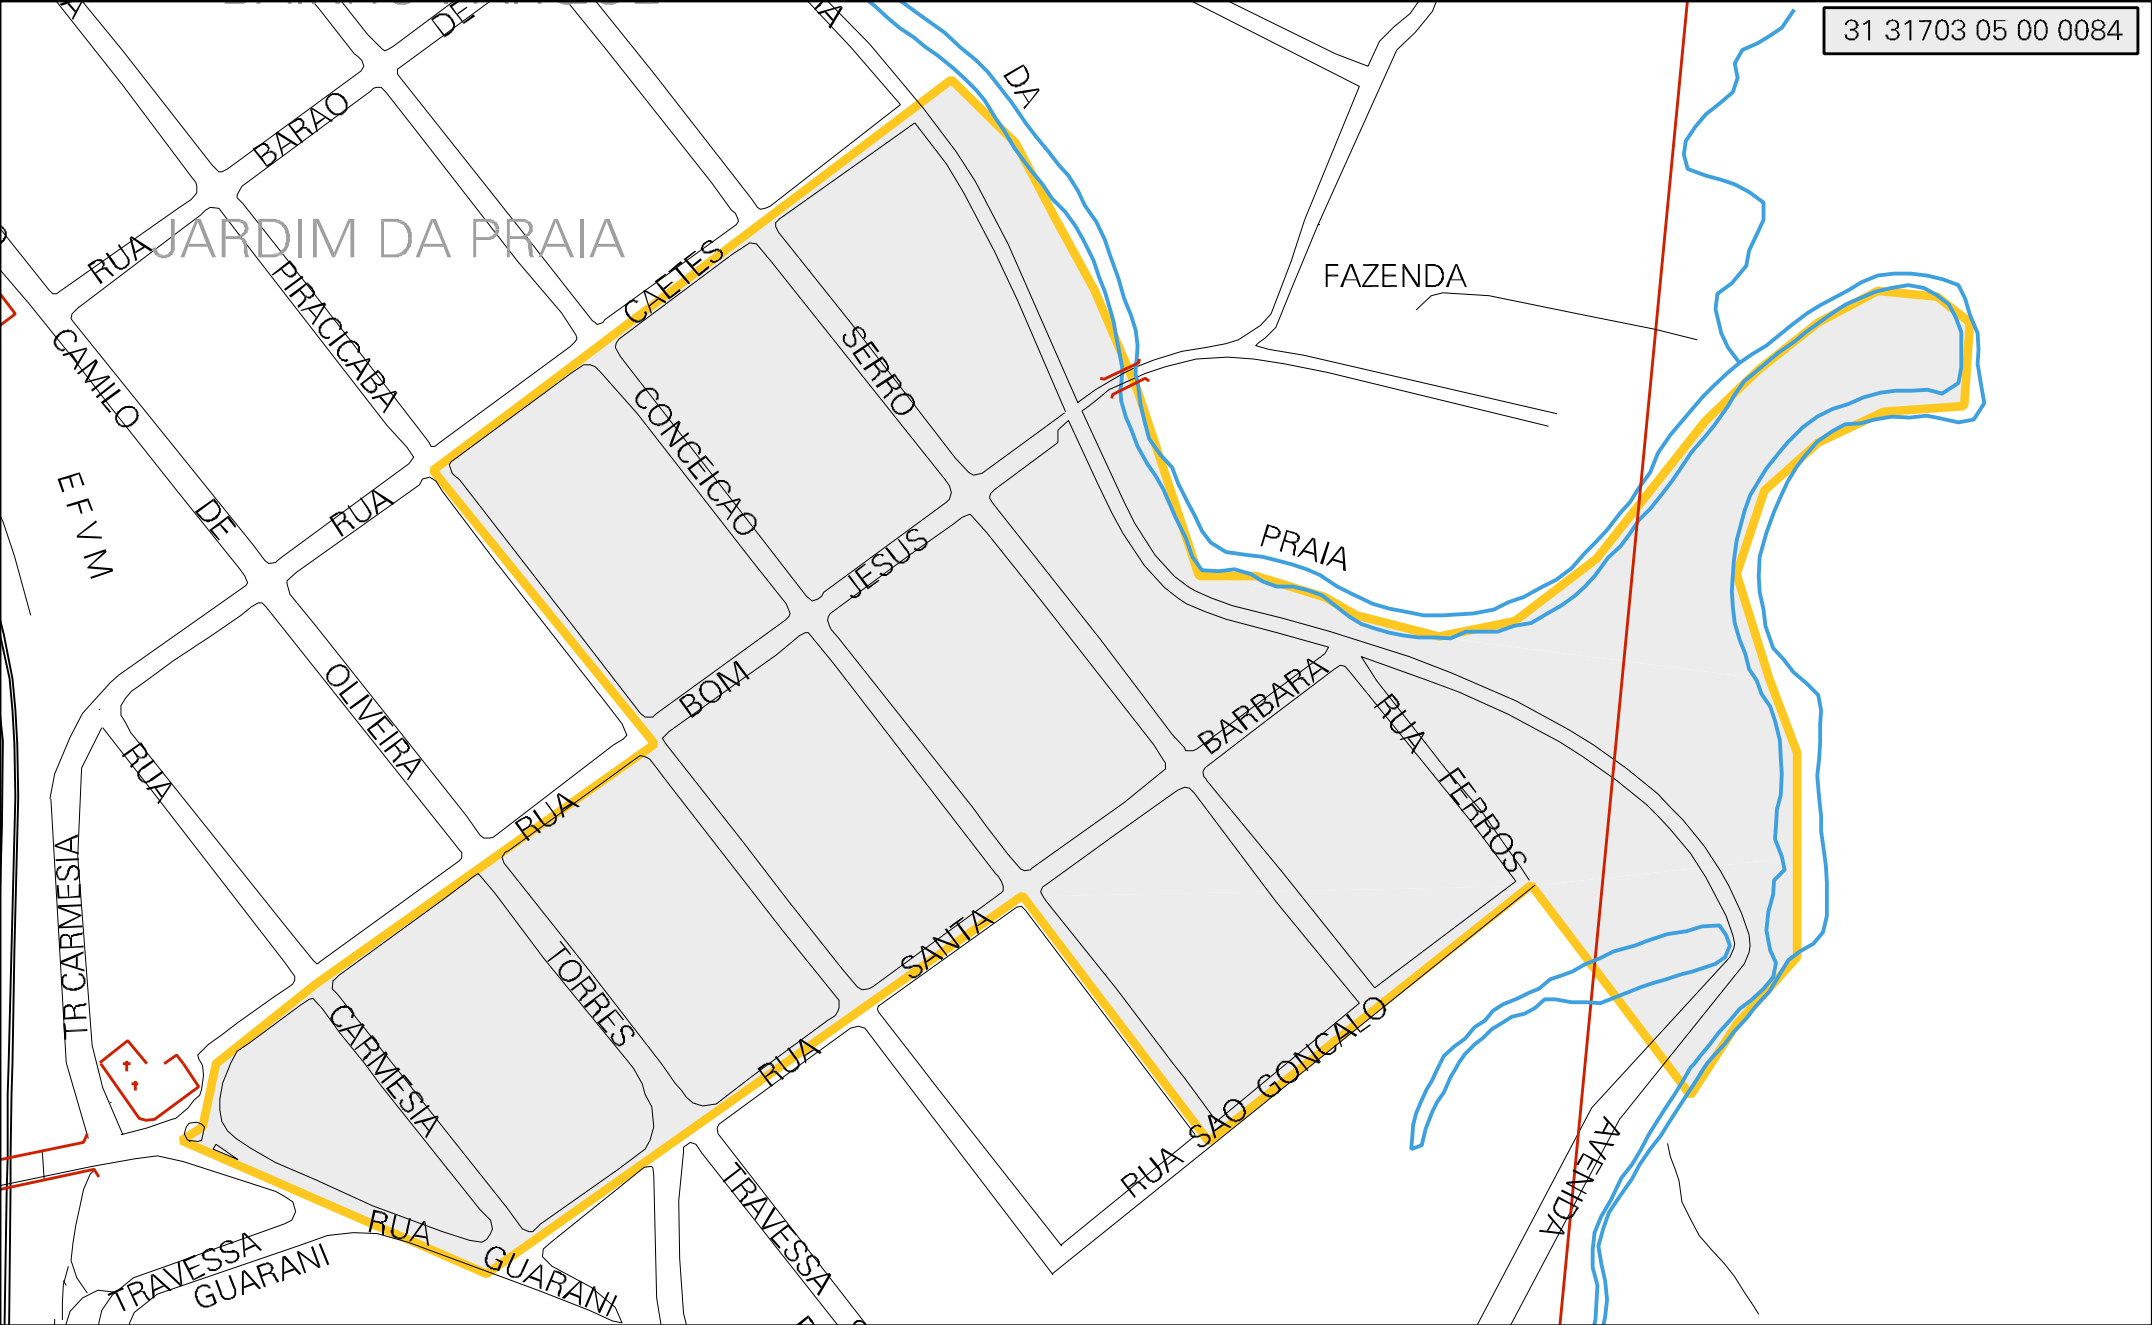 31 31703 05 00 0084
DE
DA
BARAO
RUA
JARDIM DA PRAIA
CAETES
PIRACICABA
FAZENDA
CAMILO
SERRO
CONCEICAO
EFVM
DE
RUA
JESUS
PRAIA
BOM
OLIVEIRA
BARBARA
RUA
FERROS
RUA
RUA
TR CARMESIA
SANTA
TORRES
CARMESIA
RUA
RUA SAO GONCALO
AVENIDA
TRAVESSA
RUA
GUARANI
TRAVESSA
GUARANI